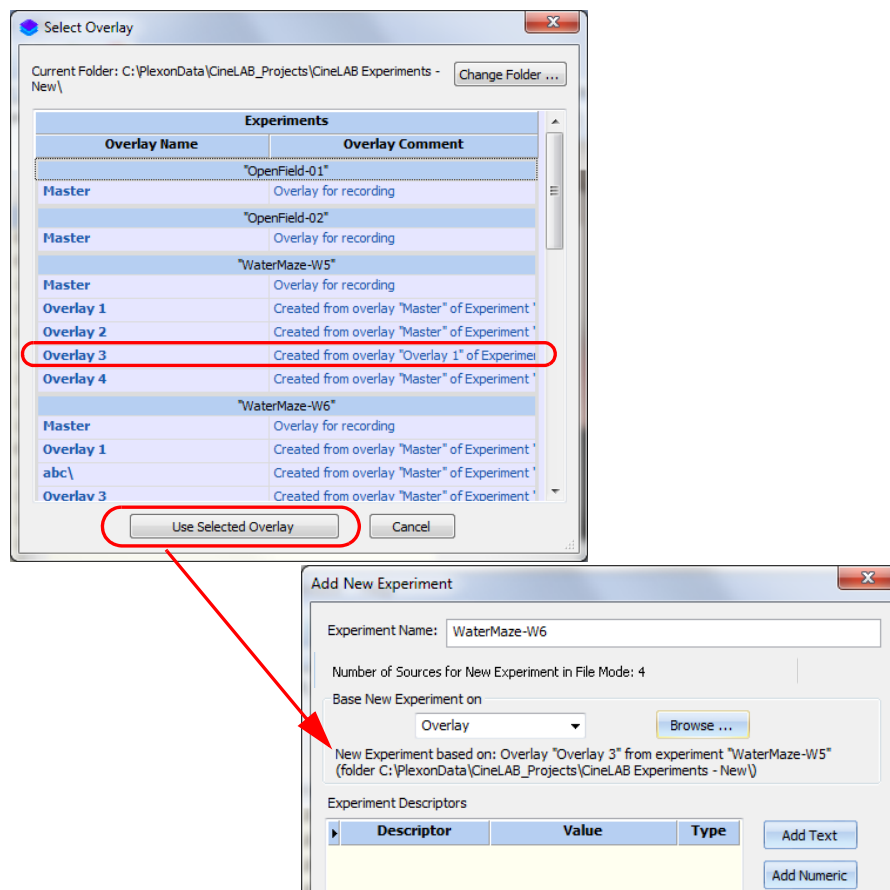 Select Overlay
Current Folder: C:\PlexonData\CineLAB_Projects\CineLAB Experiments -
New\
Change Folder ...
Experiments
Overlay Name Overlay Comment
"OpenField-01"
Master Overlay for recording
"OpenField-02"
Master Overlay for recording
"WaterMaze-W5"
Master Overlay for recording
Overlay 1 Created from overlay "Master" of Experiment '
Overlay 2 Created from overlay "Master" of Experiment '
Overlay 3 Created from overlay "Overlay 1" of Experimer
Overlay 4 Created from overlay "Master" of Experiment '
"WaterMaze-W6"
Master Overlay for recording
Overlay 1 Created from overlay "Master" of Experiment '
abc\ Created from overlay "Master" of Experiment '
Overlay 3 Created from overlay "Master" of Experiment '
Use Selected Overlay Cancel
Add New Experiment
Experiment Name: WaterMaze-W6
Number of Sources for New Experiment in File Mode: 4
Base New Experiment on
Overlay Browse ...
New Experiment based on: Overlay "Overlay 3" from experiment "WaterMaze-W5"
(folder C:\PlexonData\CineLAB_Projects\CineLAB Experiments - New\)
Experiment Descriptors
Descriptor Value Type
Add Text
Add Numeric